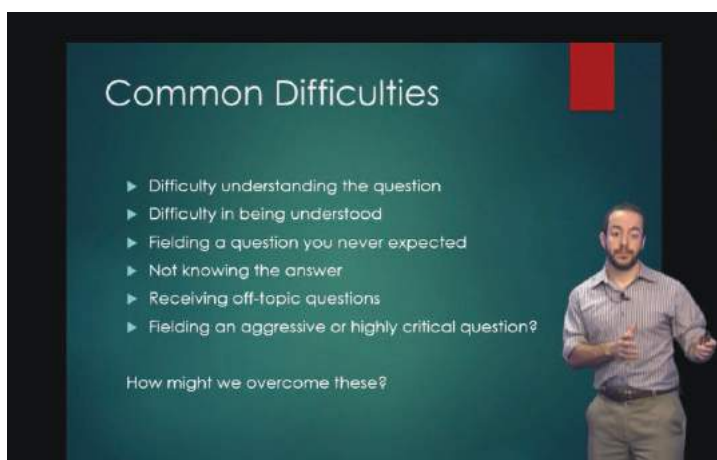 Common Difficulties
▶ Difficulty understanding the question
▶ Difficulty in being understood
▶ Fielding a question you never expected
▶ Not knowing the answer
▶ Receiving off-topic questions
▶ Fielding an aggressive or highly critical question?
How might we overcome these?